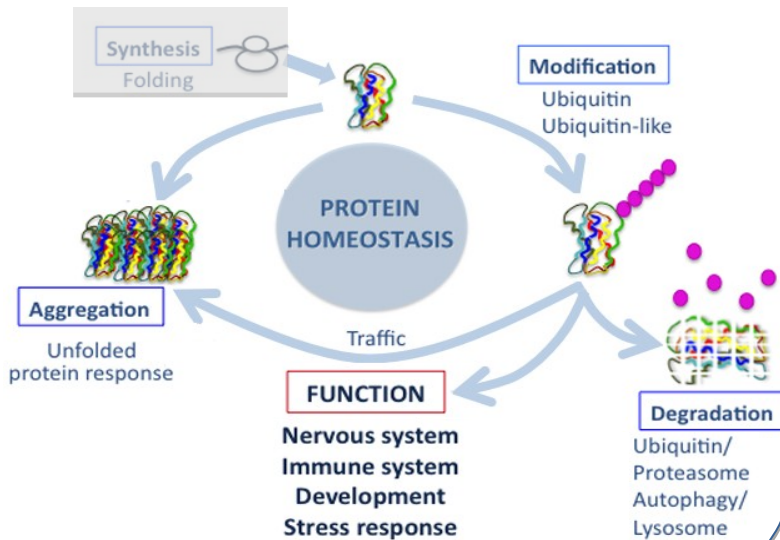 Synthesis
Folding
Modification
Ubiquitin
Ubiquitin-like
PROTEIN
HOMEOSTASIS
Aggregation
Unfolded
protein response
Traffic
FUNCTION
Nervous system
Immune system
Development
Stress response
Degradation
Ubiquitin/
Proteasome
Autophagy/
Lysosome